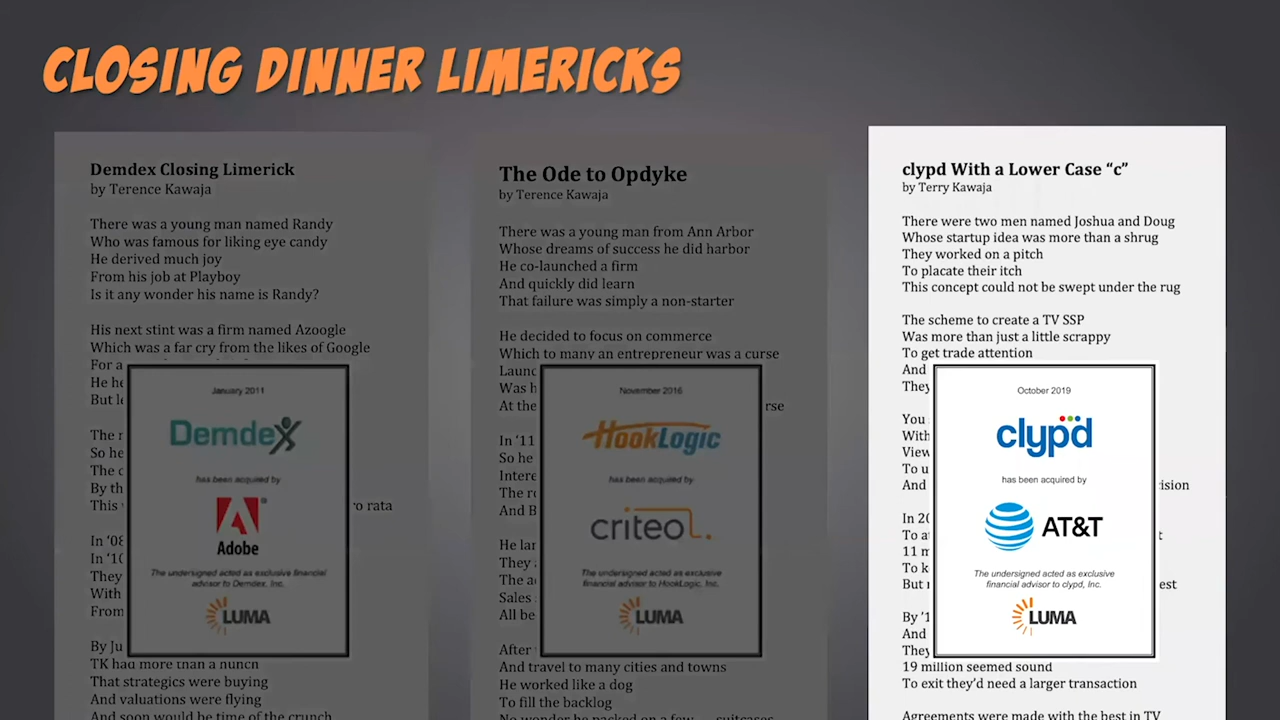 CLOSING DINNER LIMERICKS
Demdex Closing Limerick
by Terence Kawaja
There was a young man named Randy
Who was famous for liking eye candy
He derived much joy
From his job at Playboy
Is it any wonder his name is Randy?
His next stint was a firm named Azoogle
Which was a far cry from the likes of Google
For a
He he
But le
The r
So he
The c
By th
This
o rata
In '08
In '10
They
With
From
By Ju
TK had more than a hunch
That strategics were buying
And valuations were flying
And soon would be time of the crunch
January 2011
Demdex
has been acquired by
Adobe
The undersigned acted as exclusive financial
advisor to Demdex, Inc.
LUMA
The Ode to Opdyke
by Terence Kawaja
There was a young man from Ann Arbor
Whose dreams of success he did harbor
He co-launched a firm
And quickly did learn
That failure was simply a non-starter
He decided to focus on commerce
Which to many an entrepreneur was a curse
Laun
Was h
At the
rse
In '11
So he
Intere
The r
And B
He lar
They
The a
Sales
All be
After
And travel to many cities and towns
He worked like a dog
To fill the backlog
No wonder he packed on a few ... suitcases
November 2016
HookLogic
has been acquired by
criteo.
The undersigned acted as exclusive
financial advisor to HookLogic, Inc.
LUMA
clypd With a Lower Case “c”
by Terry Kawaja
There were two men named Joshua and Doug
Whose startup idea was more than a shrug
They worked on a pitch
To placate their itch
This concept could not be swept under the rug
The scheme to create a TV SSP
Was more than just a little scrappy
To get trade attention
And
They
You
With
View
To u
And
ision
In 20
To a
t
11 m
To k
But
est
By '1
And
They
19 million seemed sound
To exit they’d need a larger transaction
Agreements were made with the best in TV
October 2019
clypd
has been acquired by
AT&T
The undersigned acted as exclusive
financial advisor to clypd, Inc.
LUMA